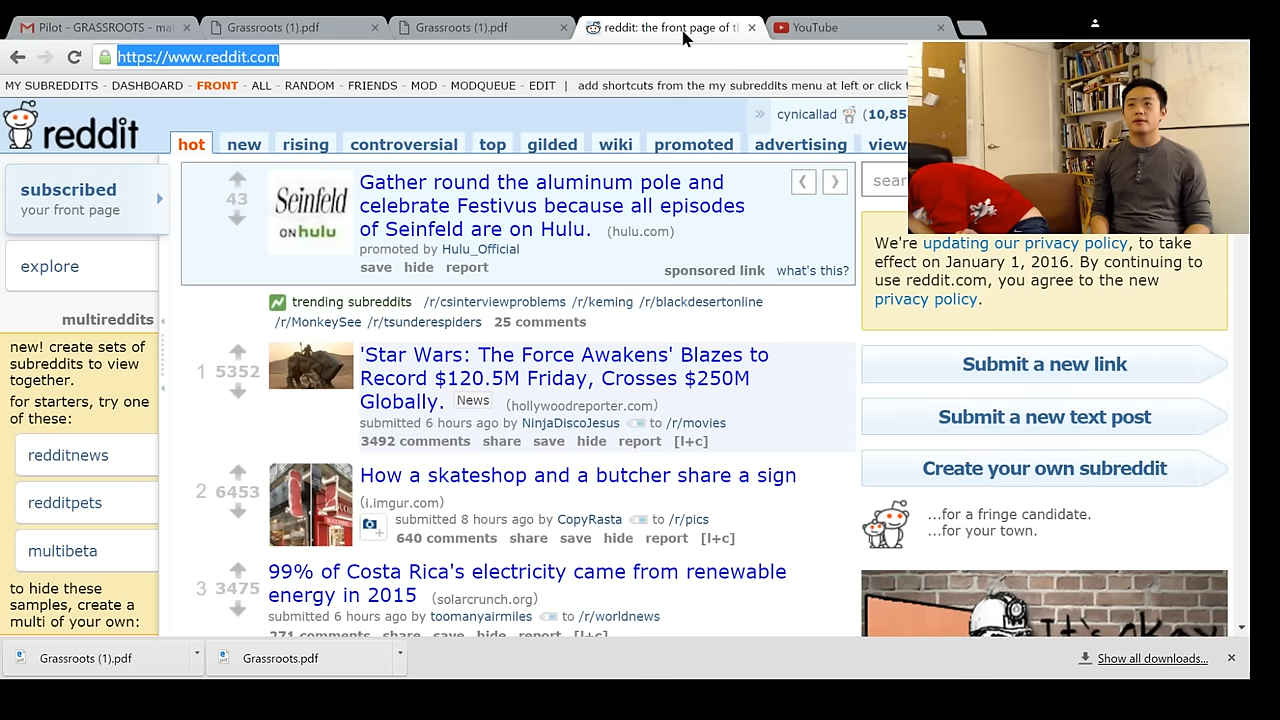 Pilot - GRASSROOTS - ma
Grassroots (1).pdf
Grassroots (1).pdf
reddit: the front page of th
YouTube
https://www.reddit.com
MY SUBREDDITS - DASHBOARD - FRONT - ALL - RANDOM - FRIENDS - MOD - MODQUEUE - EDIT | add shortcuts from the my subreddits menu at left or click t
reddit
hot new rising controversial top gilded wiki promoted advertising view
» cynicallad (10,85
subscribed
your front page
explore
multireddits
new! create sets of
subreddits to view
together.
for starters, try one
of these:
redditnews
redditpets
multibeta
to hide these
samples, create a
multi of your own:
43
Seinfeld
ON hulu
Gather round the aluminum pole and
celebrate Festivus because all episodes
of Seinfeld are on Hulu. (hulu.com)
promoted by Hulu_Official
save hide report
sponsored link what's this?
trending subreddits /r/csinterviewproblems /r/keming /r/blackdesertonline
/r/MonkeySee /r/tsunderespiders 25 comments
1 5352
'Star Wars: The Force Awakens' Blazes to
Record $120.5M Friday, Crosses $250M
Globally. News (hollywoodreporter.com)
submitted 6 hours ago by NinjaDiscoJesus to /r/movies
3492 comments share save hide report [l+c]
2 6453
How a skateshop and a butcher share a sign
(i.imgur.com)
submitted 8 hours ago by CopyRasta to /r/pics
640 comments share save hide report [l+c]
3 3475
99% of Costa Rica's electricity came from renewable
energy in 2015 (solarcrunch.org)
submitted 6 hours ago by toomanyairmiles to /r/worldnews
271 comments share save hide report [l+c]
sear
We're updating our privacy policy, to take
effect on January 1, 2016. By continuing to
use reddit.com, you agree to the new
privacy policy.
Submit a new link
Submit a new text post
Create your own subreddit
...for a fringe candidate.
...for your town.
It's okay
Grassroots (1).pdf
Grassroots.pdf
Show all downloads...